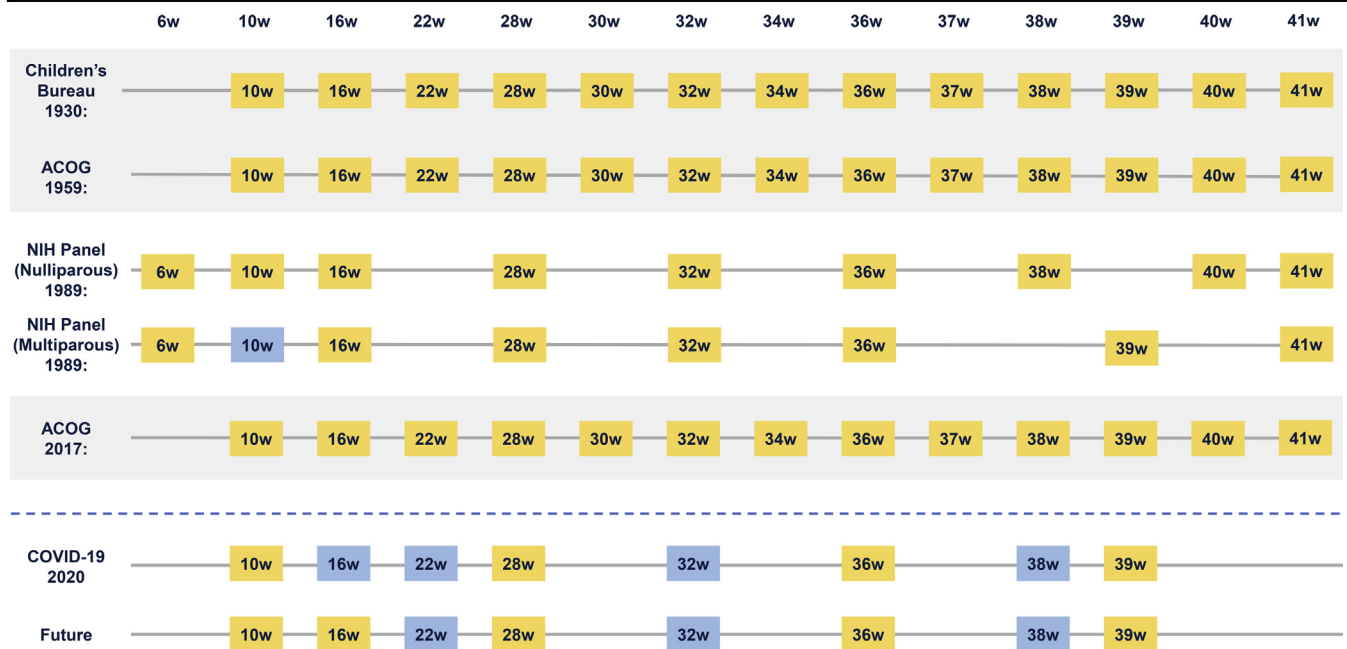 6w 10w 16w 22w 28w 30w 32w 34w 36w 37w 38w 39w 40w 41w
Children's
Bureau
1930:
10w 16w 22w 28w 30w 32w 34w 36w 37w 38w 39w 40w 41w
ACOG
1959:
10w 16w 22w 28w 30w 32w 34w 36w 37w 38w 39w 40w 41w
NIH Panel
(Nulliparous)
1989:
6w 10w 16w 28w 32w 36w 38w 40w 41w
NIH Panel
(Multiparous)
1989:
6w 10w 16w 28w 32w 36w 39w 41w
ACOG
2017:
10w 16w 22w 28w 30w 32w 34w 36w 37w 38w 39w 40w 41w
COVID-19
2020
10w 16w 22w 28w 32w 36w 38w 39w
Future
10w 16w 22w 28w 32w 36w 38w 39w